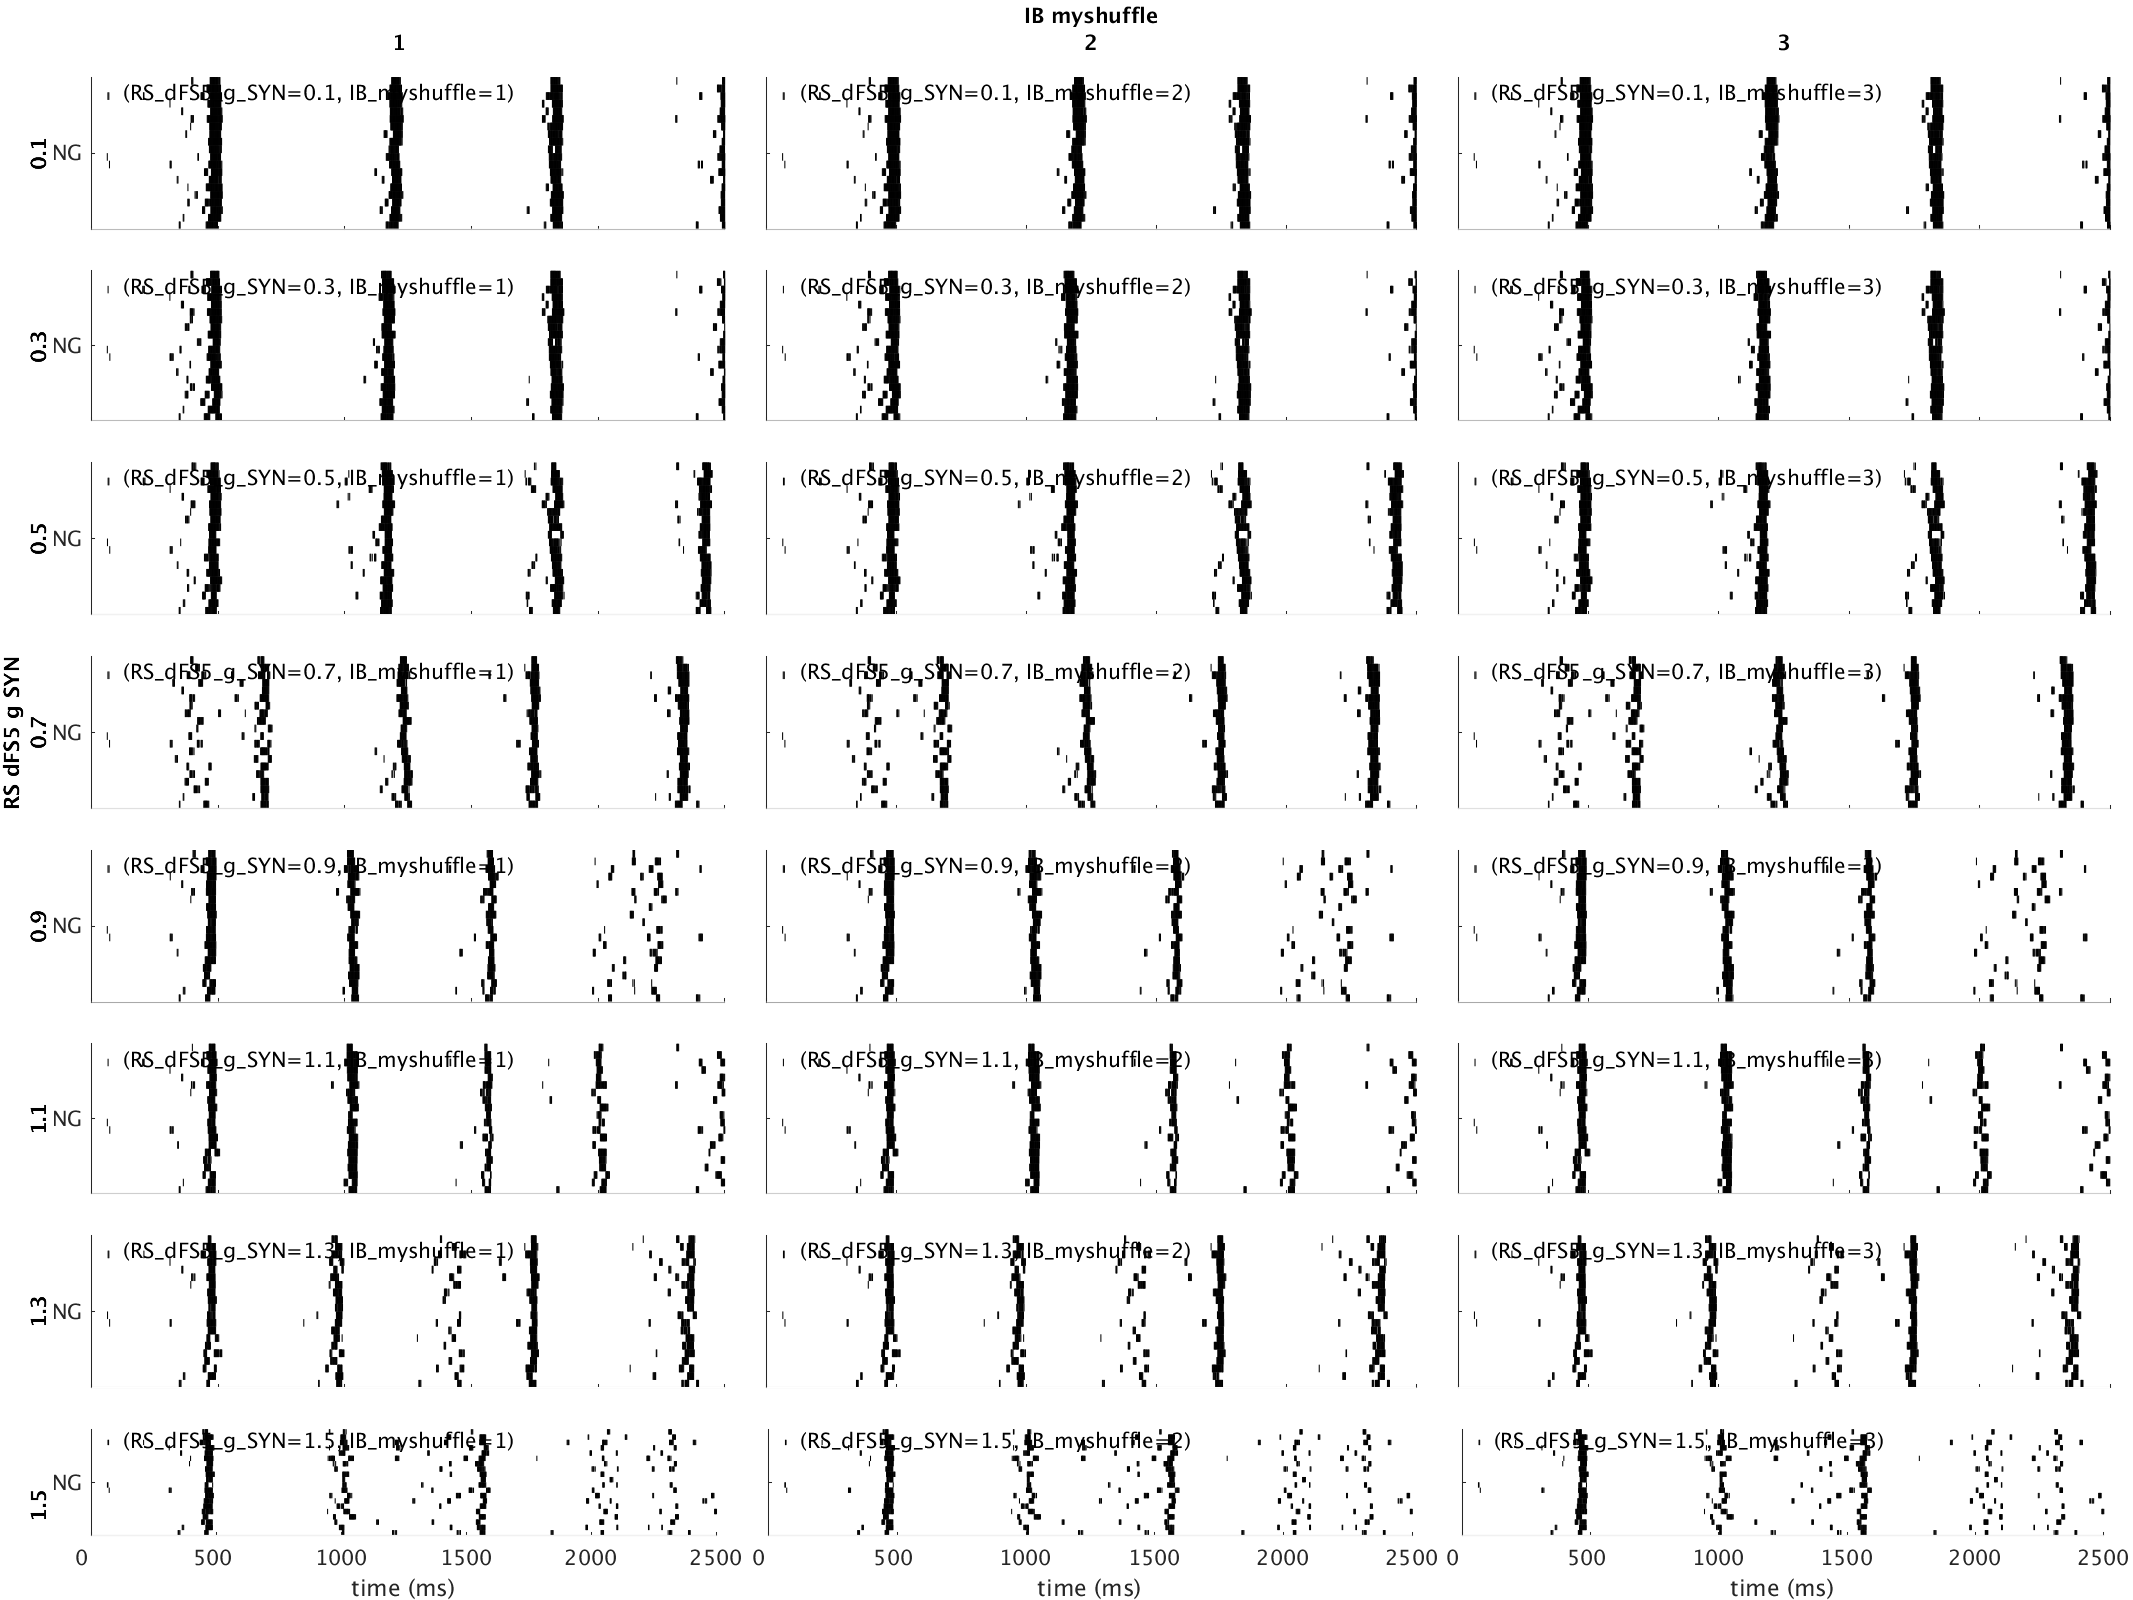 IB myshuffle
1 2 3
(RS_dFS5_g_SYN=0.1, IB_myshuffle=1) (RS_dFS5_g_SYN=0.1, IB_myshuffle=2) (RS_dFS5_g_SYN=0.1, IB_myshuffle=3)
0.1 NG
(RS_dFS5_g_SYN=0.3, IB_myshuffle=1) (RS_dFS5_g_SYN=0.3, IB_myshuffle=2) (RS_dFS5_g_SYN=0.3, IB_myshuffle=3)
0.3 NG
(RS_dFS5_g_SYN=0.5, IB_myshuffle=1) (RS_dFS5_g_SYN=0.5, IB_myshuffle=2) (RS_dFS5_g_SYN=0.5, IB_myshuffle=3)
0.5 NG
RS dFS5 g SYN
(RS_dFS5_g_SYN=0.7, IB_myshuffle=1) (RS_dFS5_g_SYN=0.7, IB_myshuffle=2) (RS_dFS5_g_SYN=0.7, IB_myshuffle=3)
0.7 NG
(RS_dFS5_g_SYN=0.9, IB_myshuffle=1) (RS_dFS5_g_SYN=0.9, IB_myshuffle=2) (RS_dFS5_g_SYN=0.9, IB_myshuffle=3)
0.9 NG
(RS_dFS5_g_SYN=1.1, IB_myshuffle=1) (RS_dFS5_g_SYN=1.1, IB_myshuffle=2) (RS_dFS5_g_SYN=1.1, IB_myshuffle=3)
1.1 NG
(RS_dFS5_g_SYN=1.3, IB_myshuffle=1) (RS_dFS5_g_SYN=1.3, IB_myshuffle=2) (RS_dFS5_g_SYN=1.3, IB_myshuffle=3)
1.3 NG
(RS_dFS5_g_SYN=1.5, IB_myshuffle=1) (RS_dFS5_g_SYN=1.5, IB_myshuffle=2) (RS_dFS5_g_SYN=1.5, IB_myshuffle=3)
1.5 NG
0 500 1000 1500 2000 2500 0 500 1000 1500 2000 2500 0 500 1000 1500 2000 2500
time (ms) time (ms) time (ms)